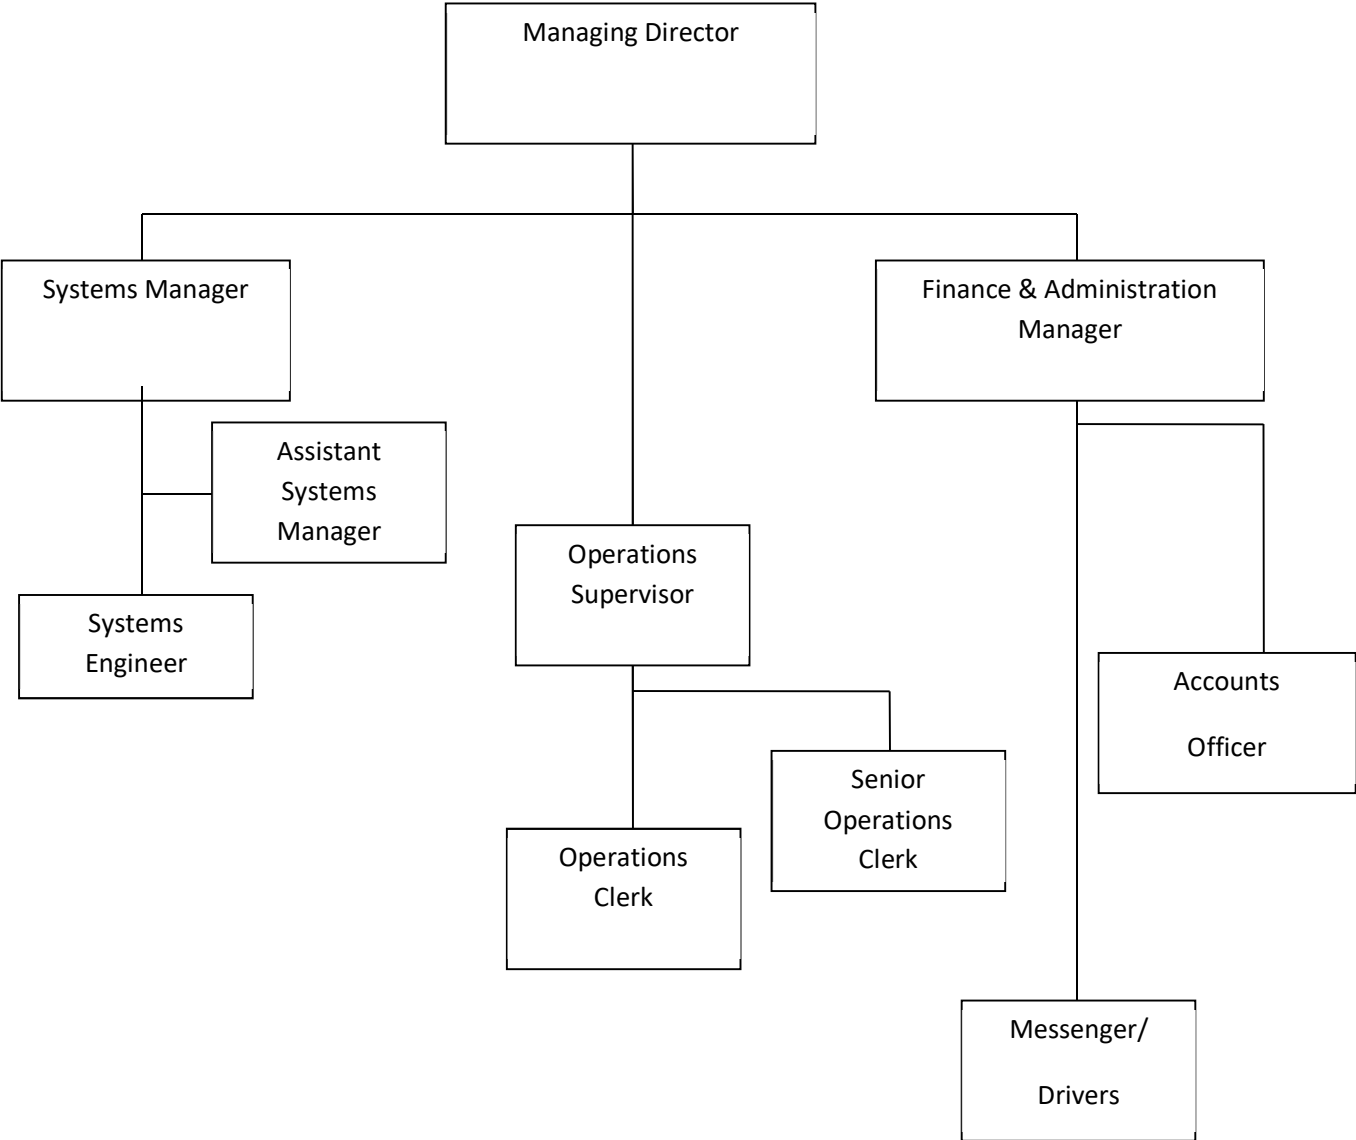 Managing Director
Systems Manager
Finance & Administration
Manager
Assistant
Systems
Manager
Operations
Supervisor
Systems
Engineer
Accounts
Officer
Senior
Operations
Clerk
Operations
Clerk
Messenger/
Drivers